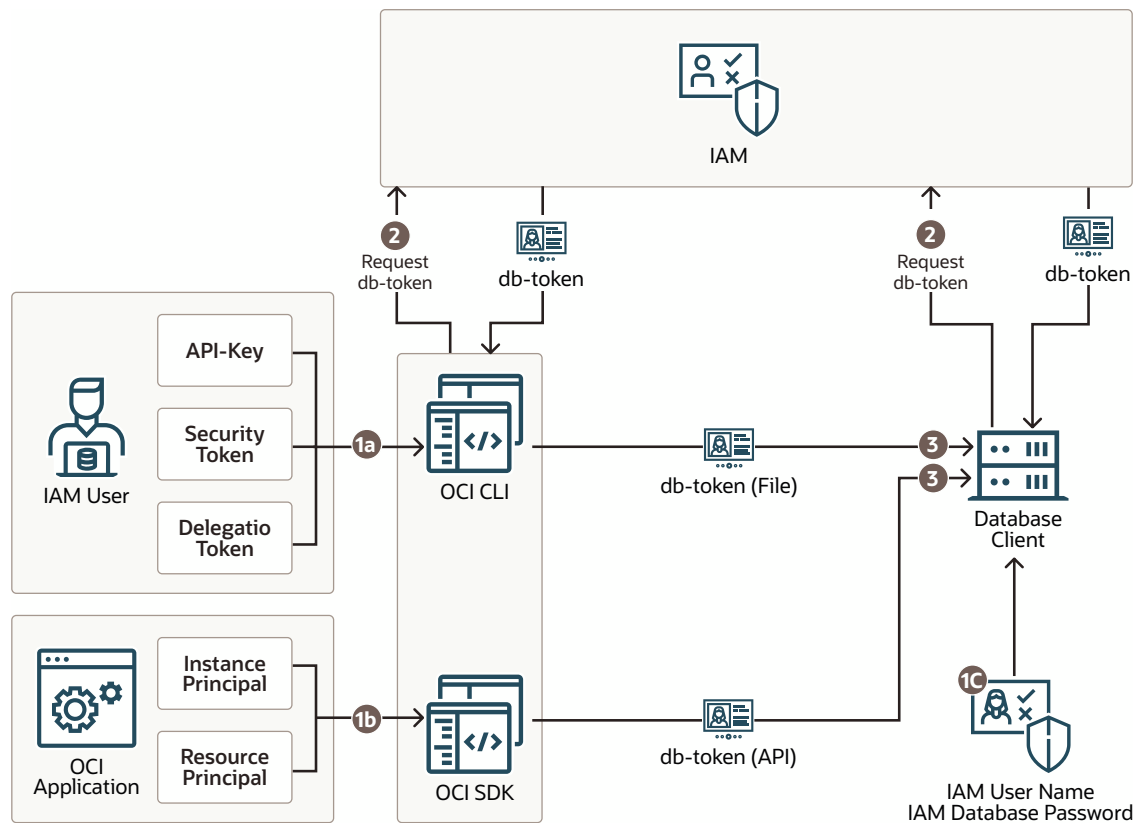 IAM
2
Request
db-token
db-token
2
Request
db-token
db-token
API-Key
Security
Token
Delegatio
Token
IAM User
1a
OCI CLI
db-token (File)
3
3
Database
Client
Instance
Principal
Resource
Principal
OCI
Application
1b
OCI SDK
db-token (API)
1C
IAM User Name
IAM Database Password